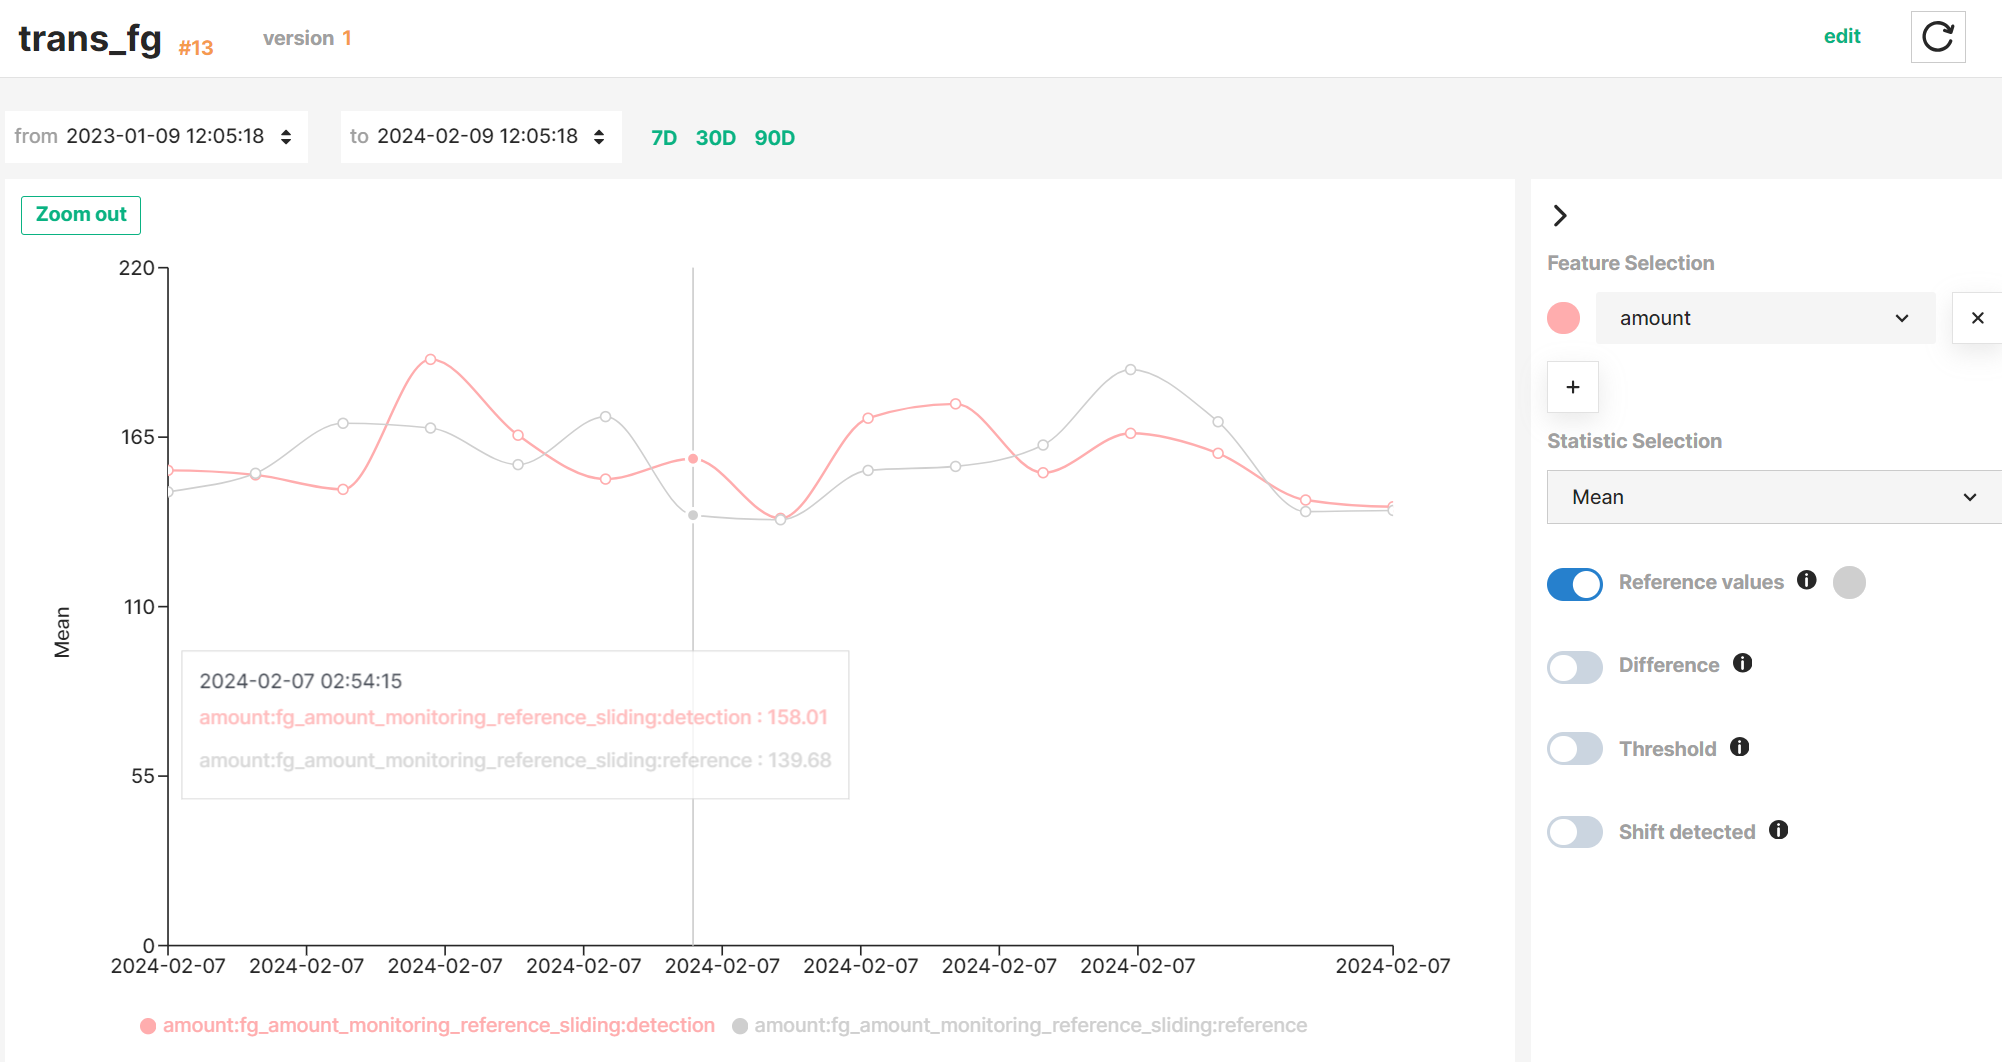 trans_fg #13 version 1 edit
from 2023-01-09 12:05:18 to 2024-02-09 12:05:18 7D 30D 90D
Zoom out
220
165
110
55
0
Mean
2024-02-07 02:54:15
amount:fg_amount_monitoring_reference_sliding:detection : 158.01
amount:fg_amount_monitoring_reference_sliding:reference : 139.68
2024-02-07 2024-02-07 2024-02-07 2024-02-07 2024-02-07 2024-02-07 2024-02-07 2024-02-07 2024-02-07
amount:fg_amount_monitoring_reference_sliding:detection amount:fg_amount_monitoring_reference_sliding:reference
Feature Selection
amount
Statistic Selection
Mean
Reference values
Difference
Threshold
Shift detected